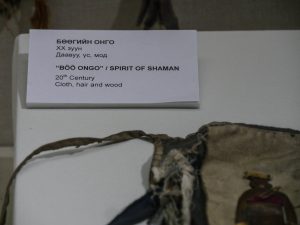 БӨӨГИЙН ОНГО
XX зуун
Даавуу, үс, мод
"BÖÖ ONGO" / SPIRIT OF SHAMAN
20th Century
Cloth, hair and wood